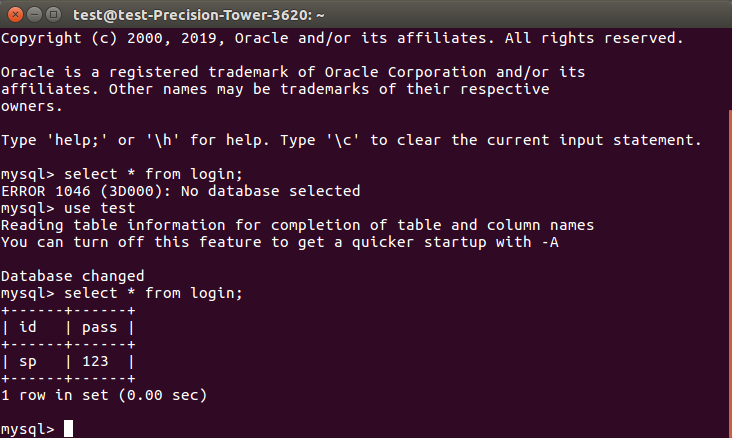 test@test-Precision-Tower-3620: ~
Copyright (c) 2000, 2019, Oracle and/or its affiliates. All rights reserved.
Oracle is a registered trademark of Oracle Corporation and/or its
affiliates. Other names may be trademarks of their respective
owners.
Type 'help;' or '\h' for help. Type '\c' to clear the current input statement.
mysql> select * from login;
ERROR 1046 (3D000): No database selected
mysql> use test
Reading table information for completion of table and column names
You can turn off this feature to get a quicker startup with -A
Database changed
mysql> select * from login;
+------+------+
| id   | pass |
+------+------+
| sp   | 123  |
+------+------+
1 row in set (0.00 sec)
mysql>